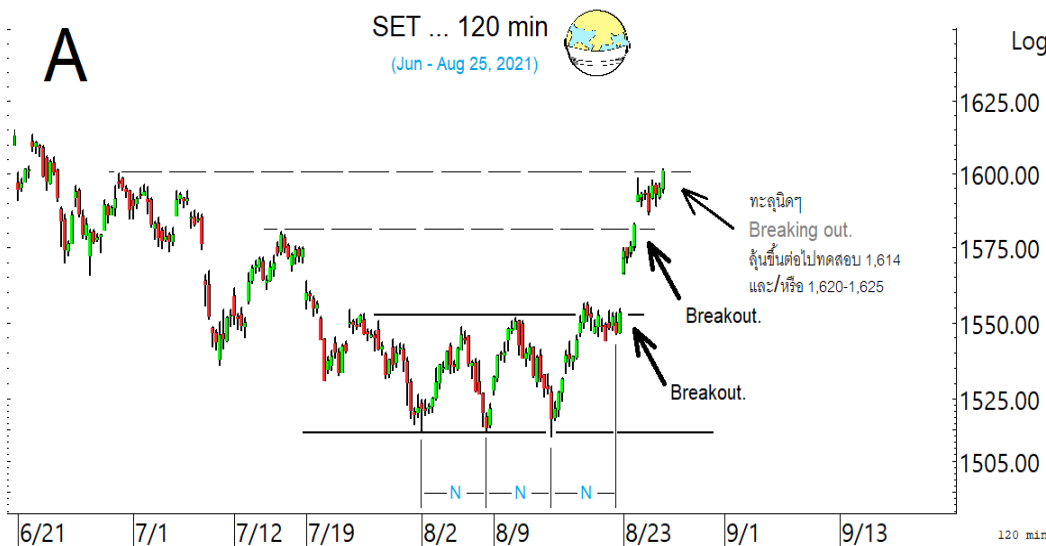 A
SET ... 120 min
(Jun - Aug 25, 2021)
Log
1625.00
1600.00
ทะลุนิดๆ
Breaking out.
ลุ้นขึ้นต่อไปทดสอบ 1,614
และ/หรือ 1,620-1,625
1575.00
Breakout.
1550.00
Breakout.
1525.00
1505.00
N
N
N
6/21
7/1
7/12
7/19
8/2
8/9
8/23
9/1
9/13
120 min